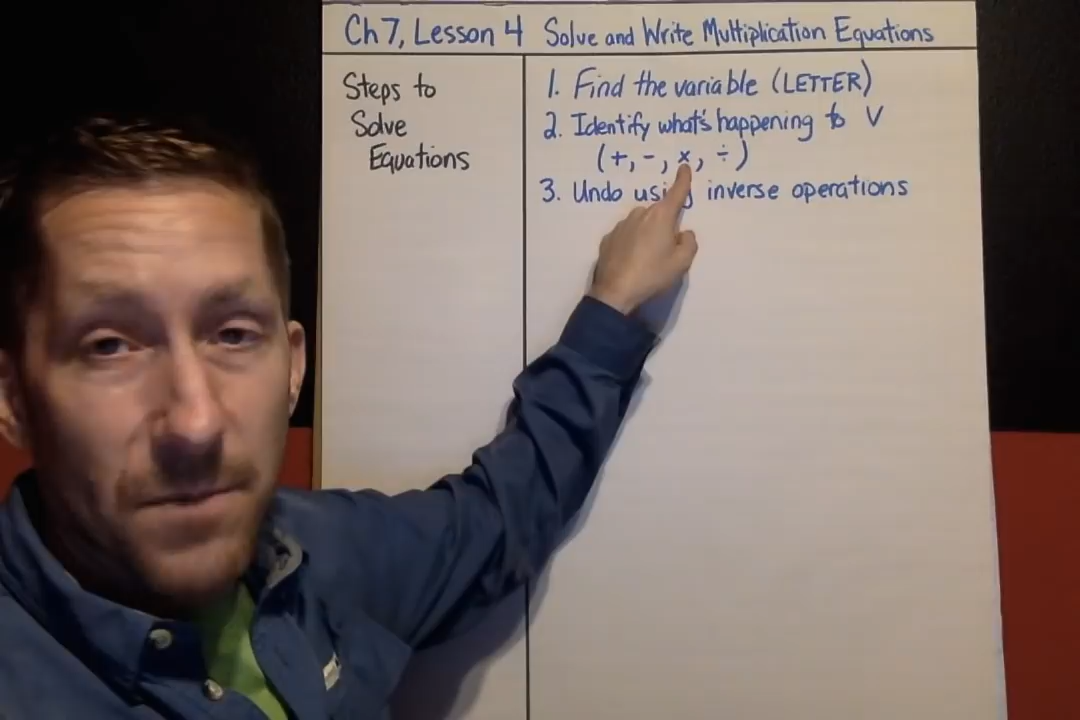 Ch 7, Lesson 4 Solve and Write Multiplication Equations
Steps to
Solve
Equations
1. Find the variable (LETTER)
2. Identify what's happening to V
(+, -, x, ÷)
3. Undo using inverse operations